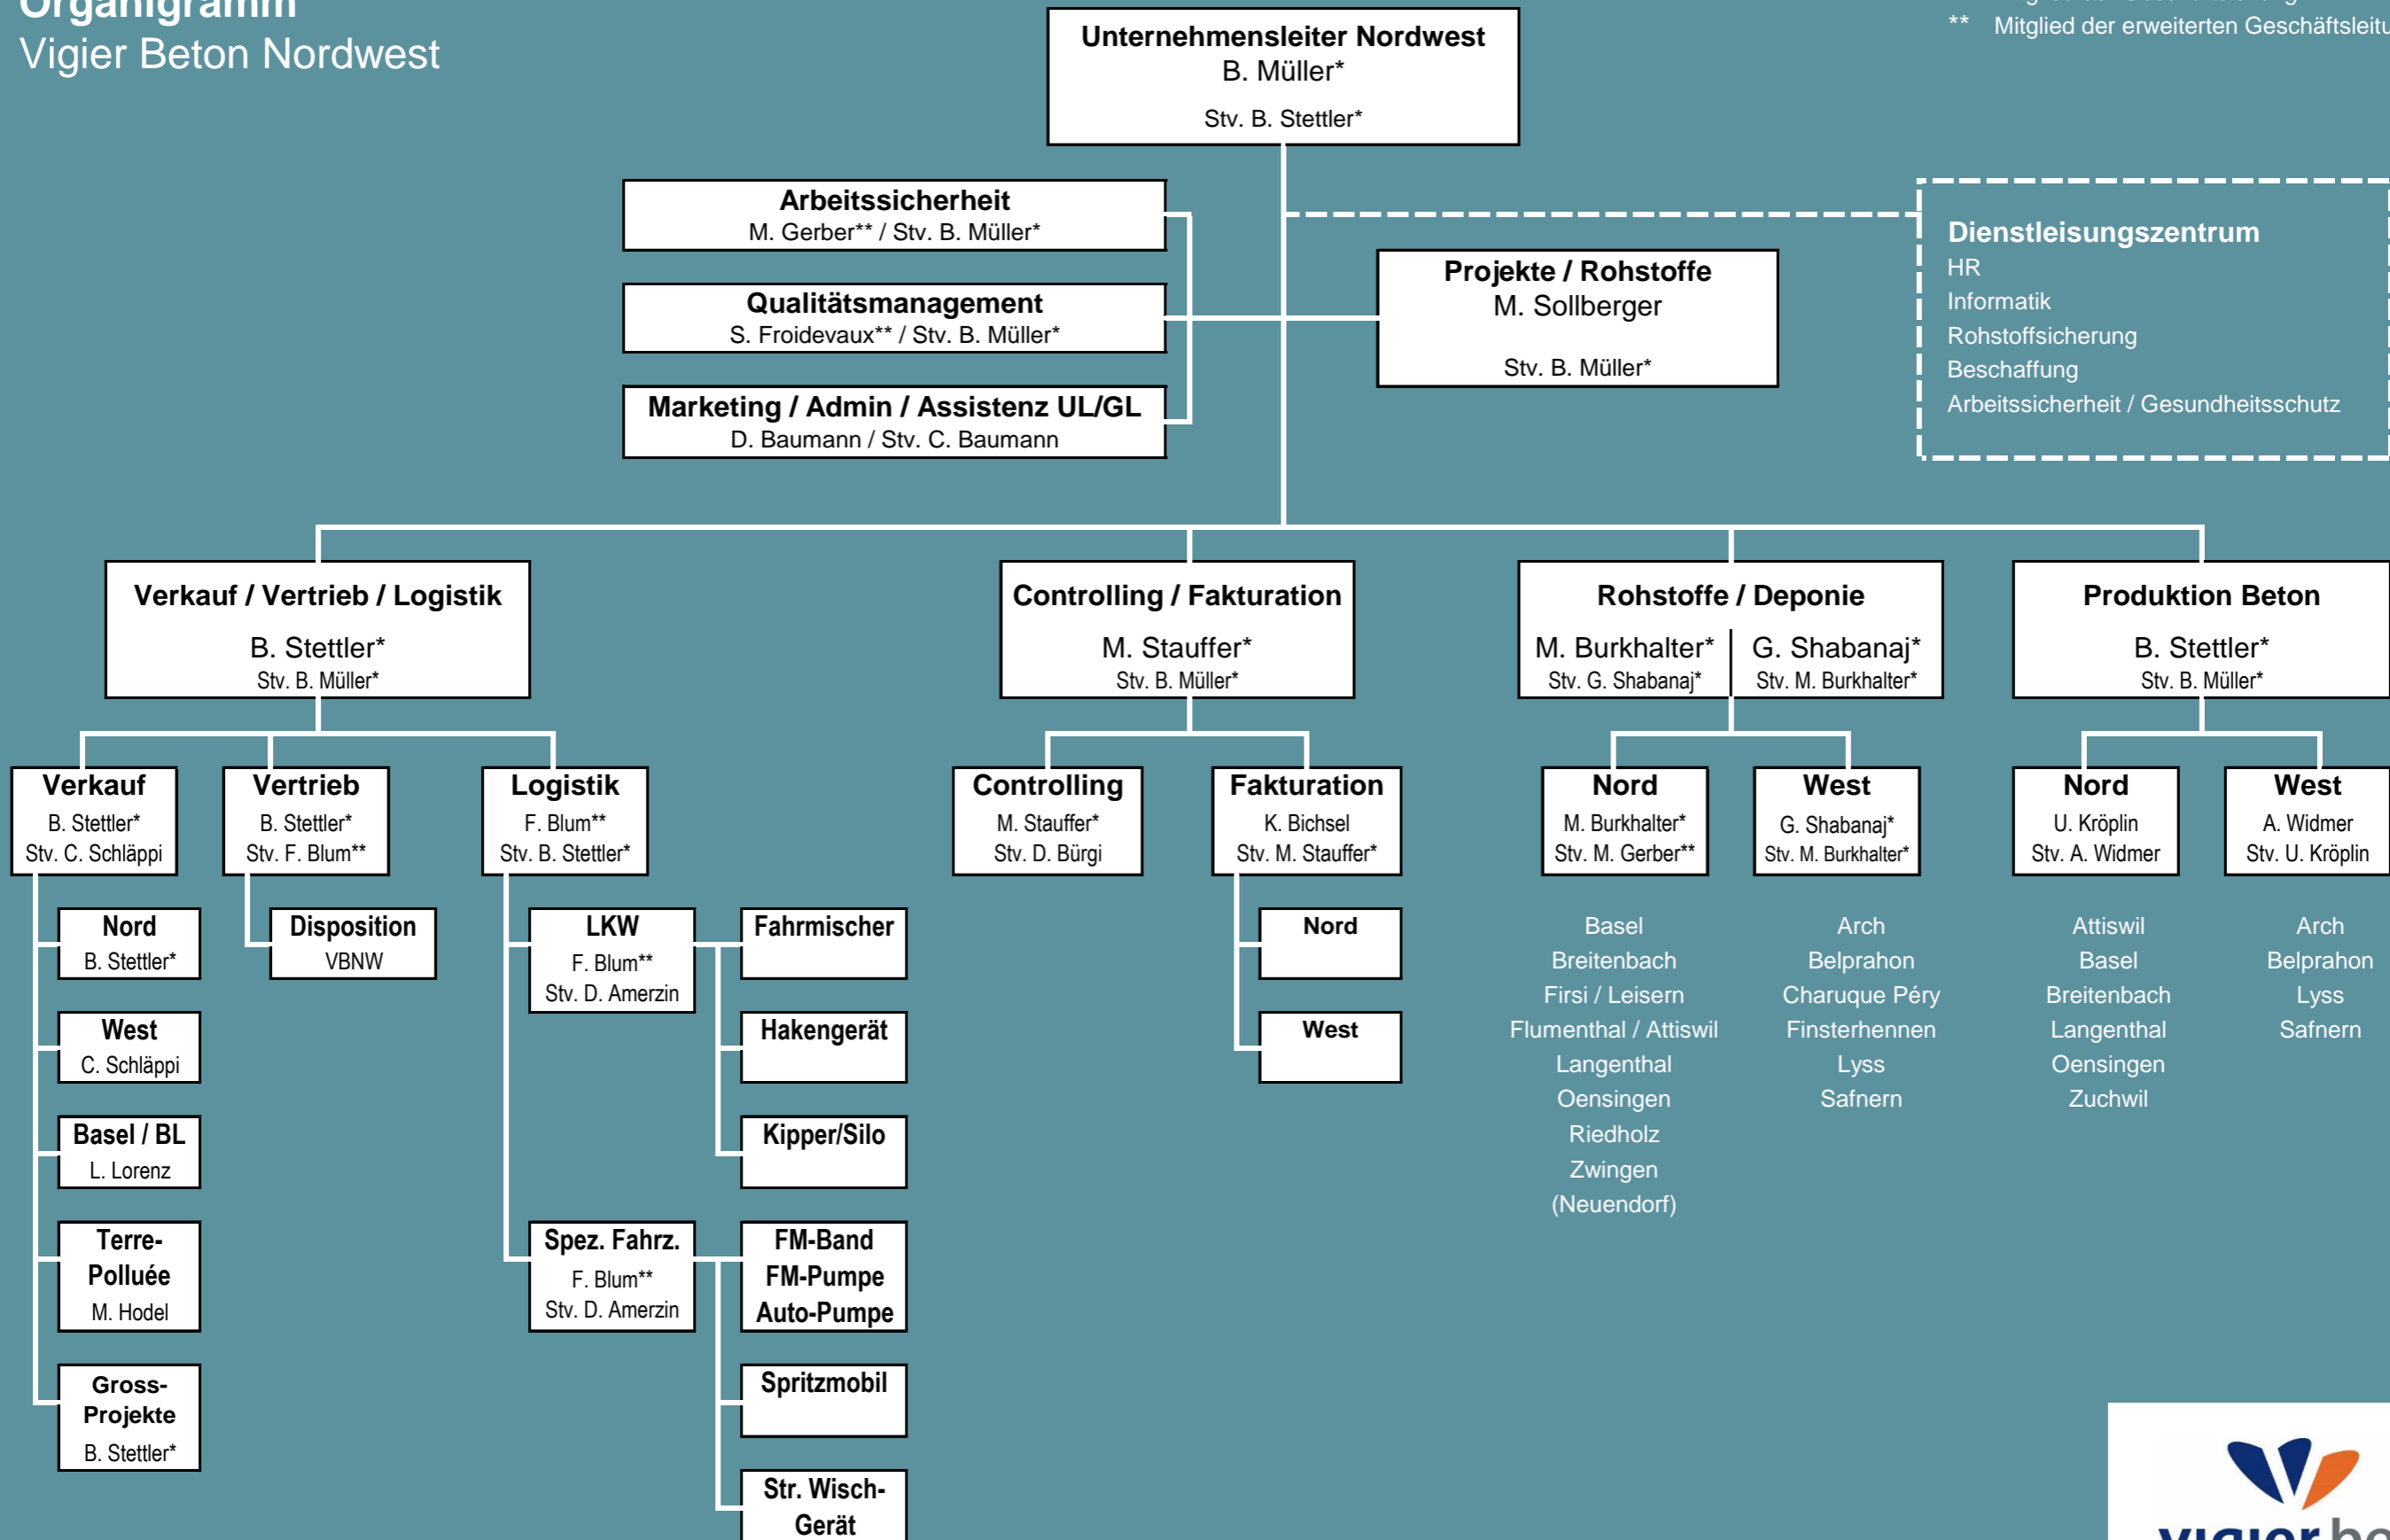 Organigramm
Vigier Beton Nordwest
** Mitglied der erweiterten
Unternehmensleiter Nordwest
B. Müller*
Stv. B. Stettler*
Arbeitssicherheit
M. Gerber** / Stv. B. Müller*
Qualitätsmanagement
S. Froidevaux** / Stv. B. Müller*
Marketing / Admin / Assistenz UL/GL
D. Baumann / Stv. C. Baumann
Projekte / Rohstoffe
M. Sollberger
Stv. B. Müller*
Dienstleisungszentrum
HR
Informatik
Rohstoffsicherung
Beschaffung
Arbeitssicherheit / Gesundheitsschutz
Verkauf / Vertrieb / Logistik
B. Stettler*
Stv. B. Müller*
Controlling / Fakturation
M. Stauffer*
Stv. B. Müller*
Rohstoffe / Deponie
M. Burkhalter*
Stv. G. Shabanaj*
G. Shabanaj*
Stv. M. Burkhalter*
Produktion Beton
B. Stettler*
Stv. B. Müller*
Verkauf
B. Stettler*
Stv. C. Schläppi
Nord
B. Stettler*
West
C. Schläppi
Basel / BL
L. Lorenz
Terre-
Polluée
M. Hodel
Gross-
Projekte
B. Stettler*
Vertrieb
B. Stettler*
Stv. F. Blum**
Disposition
VBNW
Logistik
F. Blum**
Stv. B. Stettler*
LKW
F. Blum**
Stv. D. Amerzin
Fahrmischer
Hakengerät
Kipper/Silo
Spez. Fahrz.
F. Blum**
Stv. D. Amerzin
FM-Band
FM-Pumpe
Auto-Pumpe
Spritzmobil
Str. Wisch-
Gerät
Controlling
M. Stauffer*
Stv. D. Bürgi
Fakturation
K. Bichsel
Stv. M. Stauffer*
Nord
West
Nord
M. Burkhalter*
Stv. M. Gerber**
Basel
Breitenbach
Firsi / Leisern
Flumenthal / Attiswil
Langenthal
Oensingen
Riedholz
Zwingen
(Neuendorf)
West
G. Shabanaj*
Stv. M. Burkhalter*
Arch
Belprahon
Charuque Péry
Finsterhennen
Lyss
Safnern
Nord
U. Kröplin
Stv. A. Widmer
Attiswil
Basel
Breitenbach
Langenthal
Oensingen
Zuchwil
West
A. Widmer
Stv. U. Kröplin
Arch
Belprahon
Lyss
Safnern
vigier